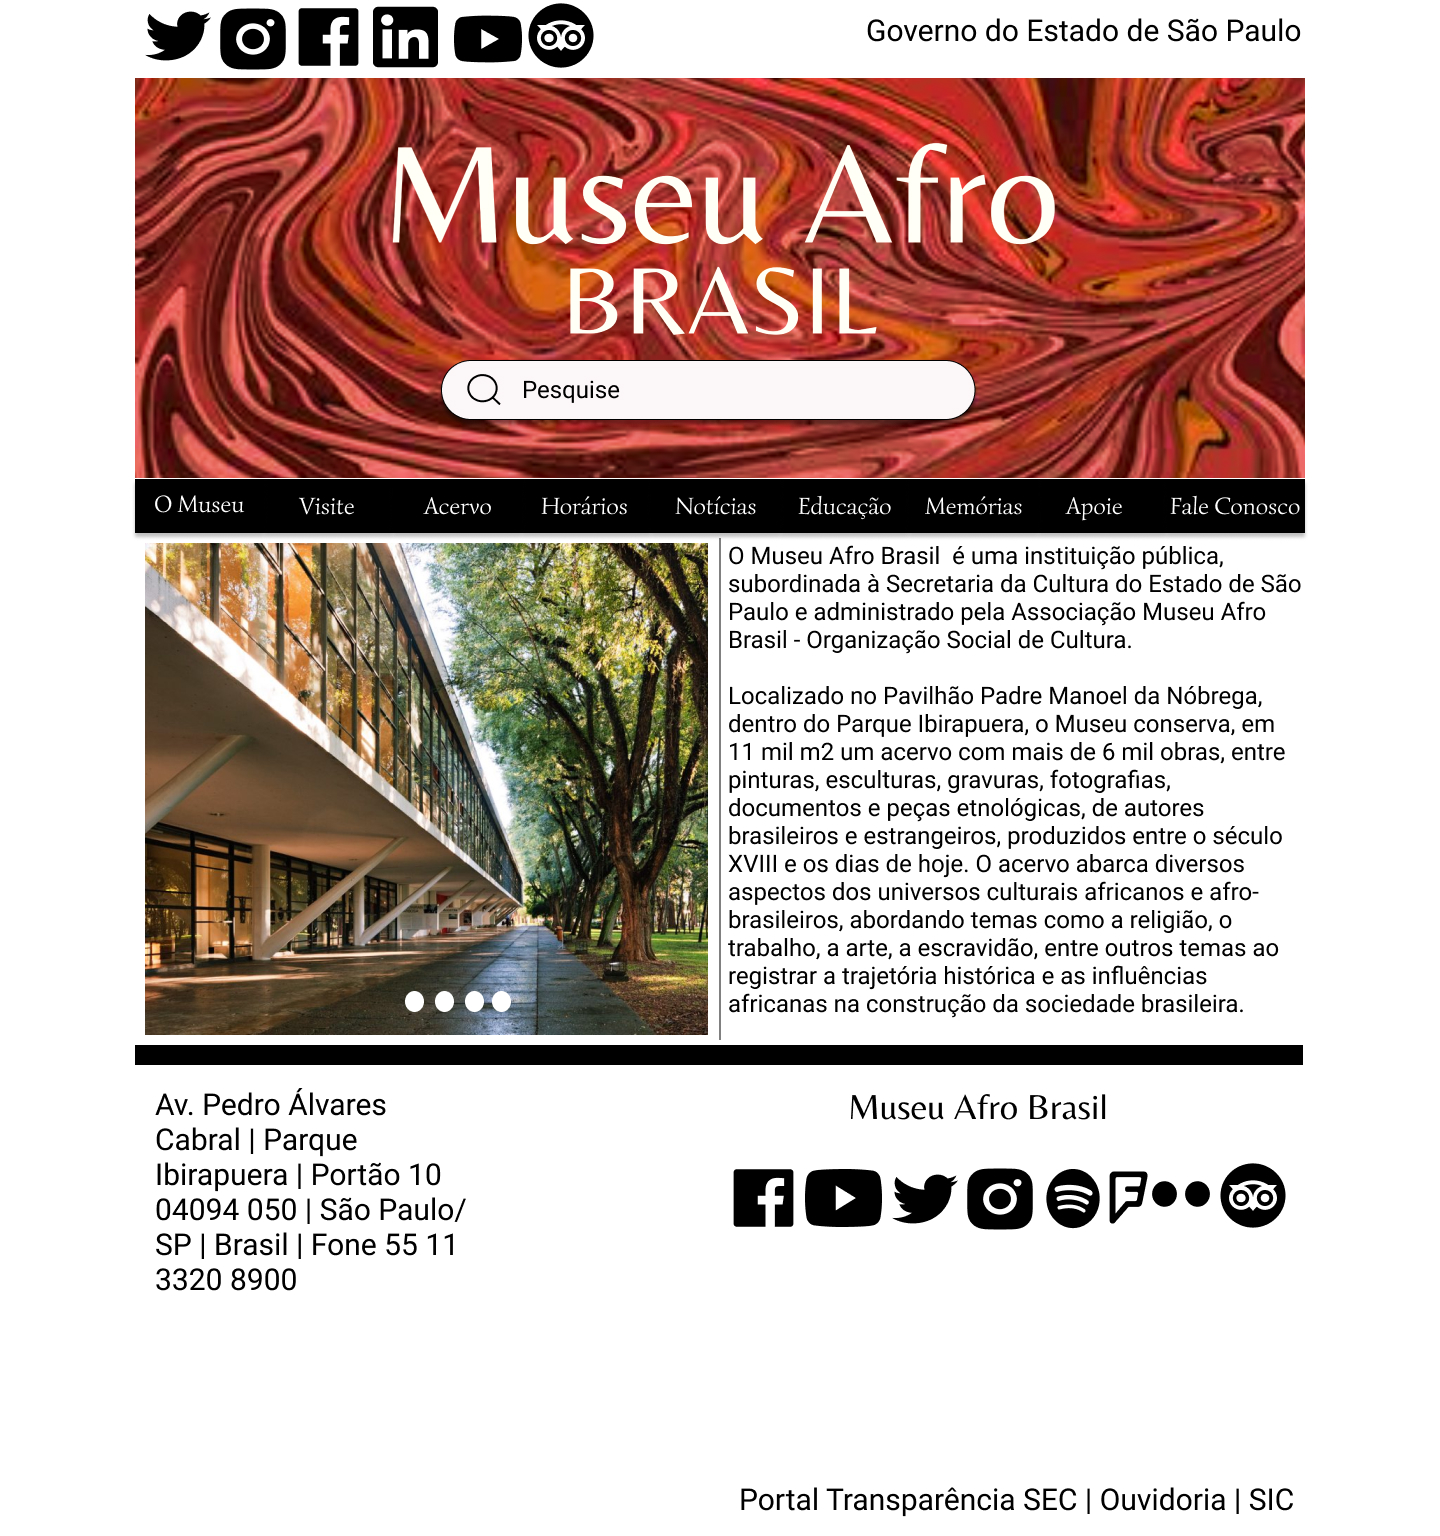 Governo do Estado de São Paulo
Museu Afro
BRASIL
Pesquise
O Museu Visite Acervo Horários Notícias Educação Memórias Apoie Fale Conosco
O Museu Afro Brasil  é uma instituição pública,
subordinada à Secretaria da Cultura do Estado de São
Paulo e administrado pela Associação Museu Afro
Brasil - Organização Social de Cultura.
Localizado no Pavilhão Padre Manoel da Nóbrega,
dentro do Parque Ibirapuera, o Museu conserva, em
11 mil m2 um acervo com mais de 6 mil obras, entre
pinturas, esculturas, gravuras, fotografias,
documentos e peças etnológicas, de autores
brasileiros e estrangeiros, produzidos entre o século
XVIII e os dias de hoje. O acervo abarca diversos
aspectos dos universos culturais africanos e afro-
brasileiros, abordando temas como a religião, o
trabalho, a arte, a escravidão, entre outros temas ao
registrar a trajetória histórica e as influências
africanas na construção da sociedade brasileira.
Av. Pedro Álvares
Cabral | Parque
Ibirapuera | Portão 10
04094 050 | São Paulo/
SP | Brasil | Fone 55 11
3320 8900
Museu Afro Brasil
Portal Transparência SEC | Ouvidoria | SIC